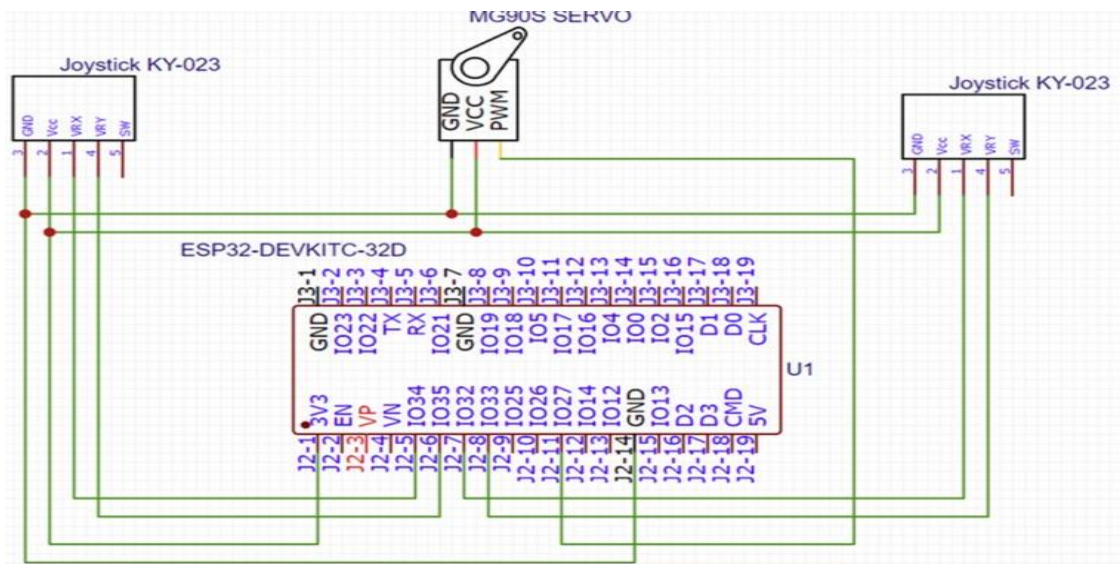 MG90S SERVO
Joystick KY-023
Joystick KY-023
GND
VCC
PWM
GND
Vcc
VRX
VRY
SW
3
2
1
4
5
GND
Vcc
VRX
VRY
SW
3
2
1
4
5
ESP32-DEVKITC-32D
J3-1
J3-2
J3-3
J3-4
J3-5
J3-6
J3-7
J3-8
J3-9
J3-10
J3-11
J3-12
J3-13
J3-14
J3-15
J3-16
J3-17
J3-18
J3-19
GND
IO23
IO22
TX
RX
IO21
GND
IO19
IO18
IO5
IO17
IO16
IO4
IO0
IO2
IO15
D1
D0
CLK
U1
3V3
EN
VP
VN
IO34
IO35
IO32
IO33
IO25
IO26
IO27
IO14
IO12
GND
IO13
D2
D3
CMD
5V
J2-1
J2-2
J2-3
J2-4
J2-5
J2-6
J2-7
J2-8
J2-9
J2-10
J2-11
J2-12
J2-13
J2-14
J2-15
J2-16
J2-17
J2-18
J2-19